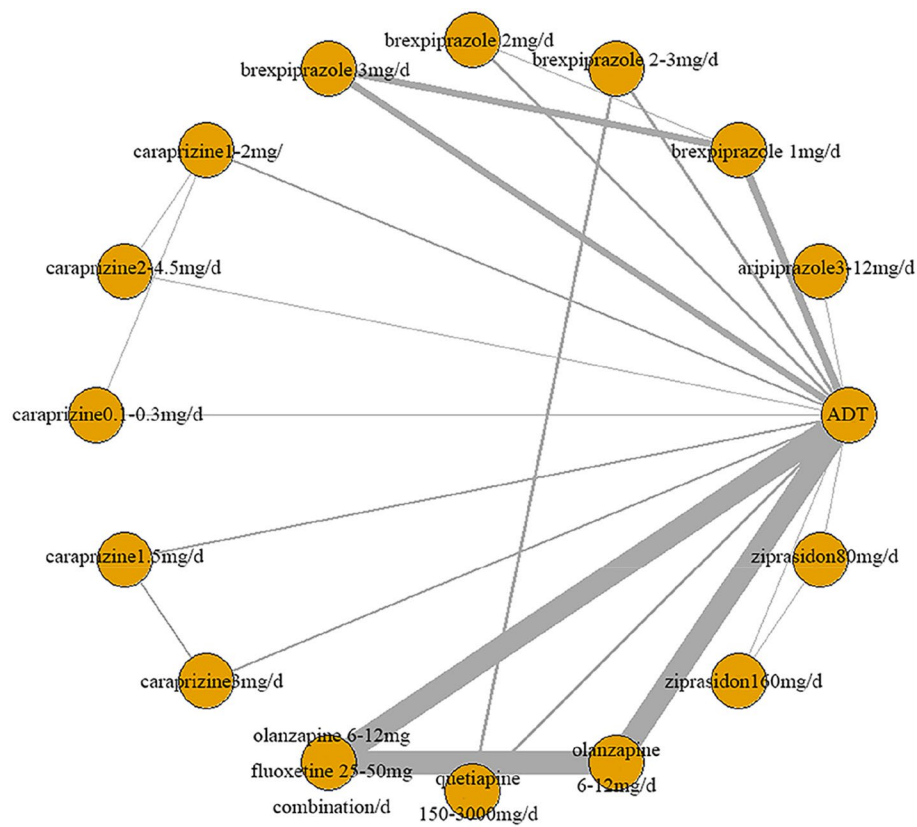 brexpiprazole 2mg/d
brexpiprazole 2-3mg/d
brexpiprazole 3mg/d
caraprizine1-2mg/
brexpiprazole 1mg/d
caraprizine2-4.5mg/d
aripiprazole3-12mg/d
caraprizine0.1-0.3mg/d
ADT
caraprizine1.5mg/d
ziprasidon80mg/d
caraprizine3mg/d
ziprasidon160mg/d
olanzapine 6-12mg
fluoxetine 25-50mg
combination/d
quetiapine
150-3000mg/d
olanzapine
6-12mg/d